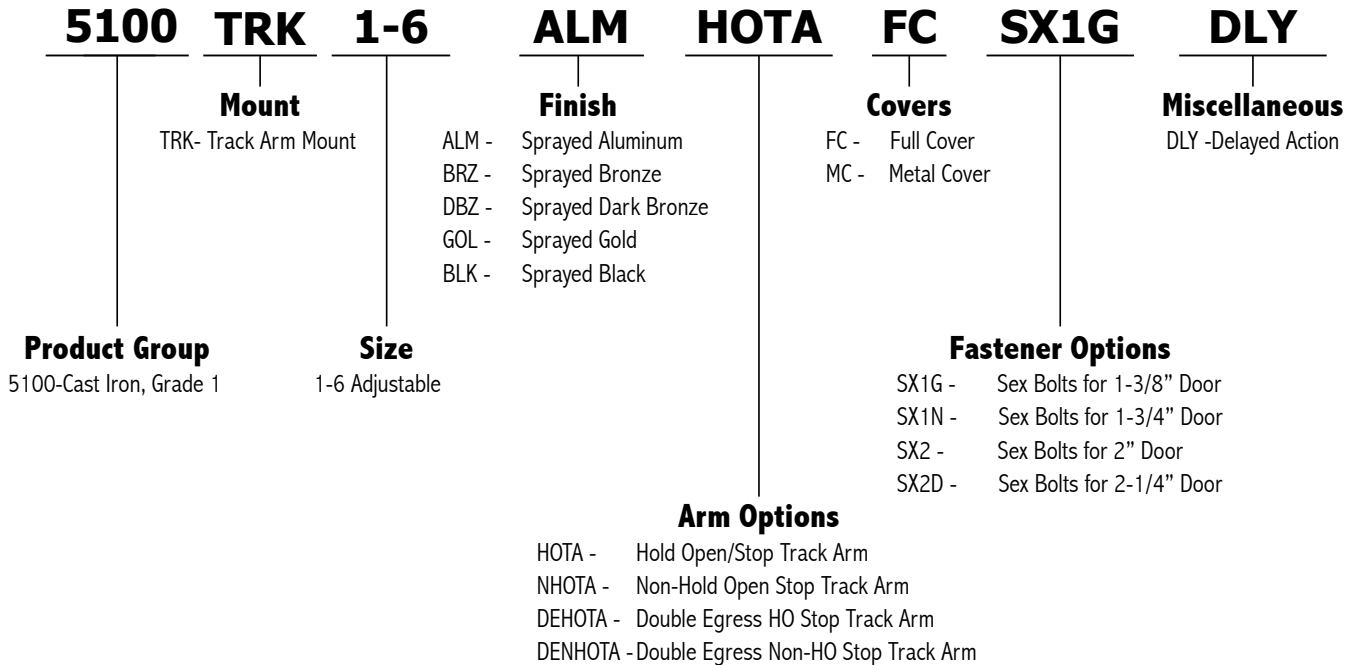 5100 TRK 1-6 ALM HOTA FC SX1G DLY
Mount
TRK- Track Arm Mount
Finish
ALM - Sprayed Aluminum
BRZ - Sprayed Bronze
DBZ - Sprayed Dark Bronze
GOL - Sprayed Gold
BLK - Sprayed Black
Covers
FC - Full Cover
MC - Metal Cover
Miscellaneous
DLY -Delayed Action
Product Group
5100-Cast Iron, Grade 1
Size
1-6 Adjustable
Fastener Options
SX1G - Sex Bolts for 1-3/8” Door
SX1N - Sex Bolts for 1-3/4” Door
SX2 - Sex Bolts for 2” Door
SX2D - Sex Bolts for 2-1/4” Door
Arm Options
HOTA - Hold Open/Stop Track Arm
NHOTA - Non-Hold Open Stop Track Arm
DEHOTA - Double Egress HO Stop Track Arm
DENHOTA -Double Egress Non-HO Stop Track Arm